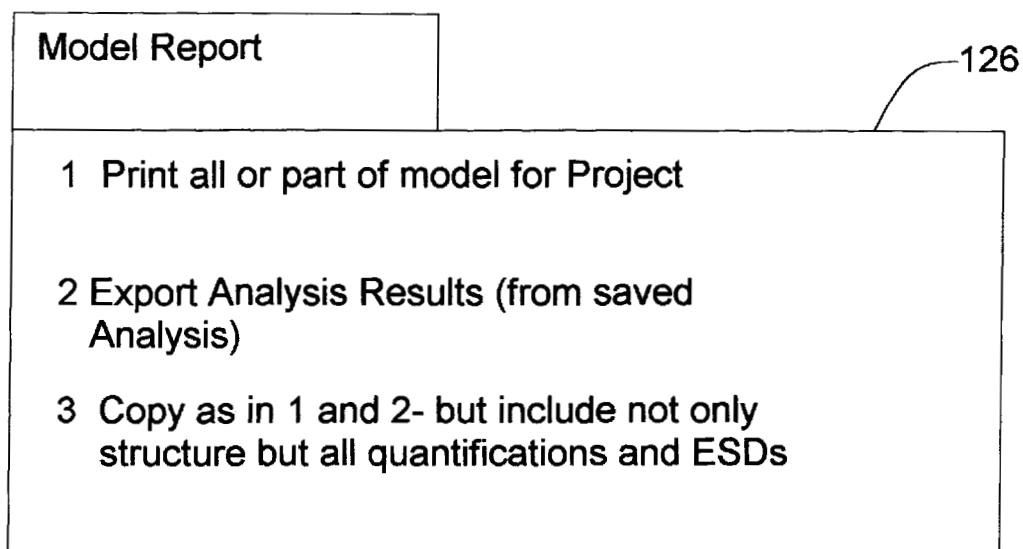 Model Report
126
1 Print all or part of model for Project
2 Export Analysis Results (from saved
Analysis)
3 Copy as in 1 and 2- but include not only
structure but all quantifications and ESDs